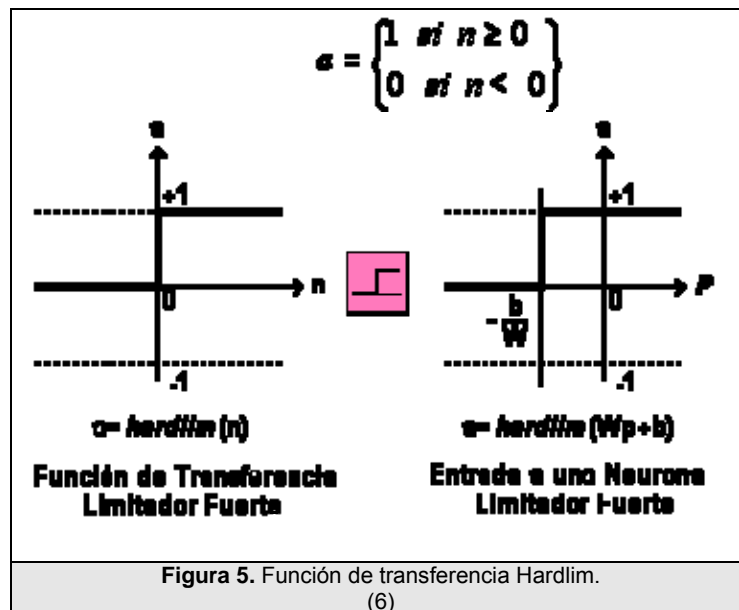 a = { 1 si n ≥ 0
0 si n < 0 }
a
+1
n
0
-1
a= hardlim (n)
Función de Transferencia
Limitador Fuerte
a
+1
P
0
- b
W
-1
a= hardlim (Wp+b)
Entrada a una Neurona
Limitador Fuerte
Figura 5. Función de transferencia Hardlim.
(6)